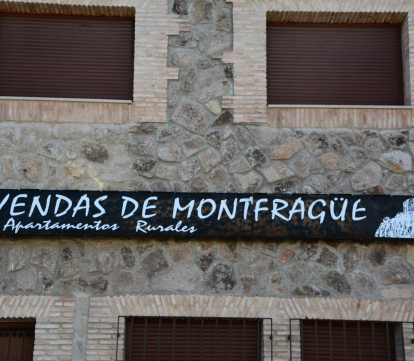 VENDAS DE MONTFRAGÜE
Apartamentos Rurales